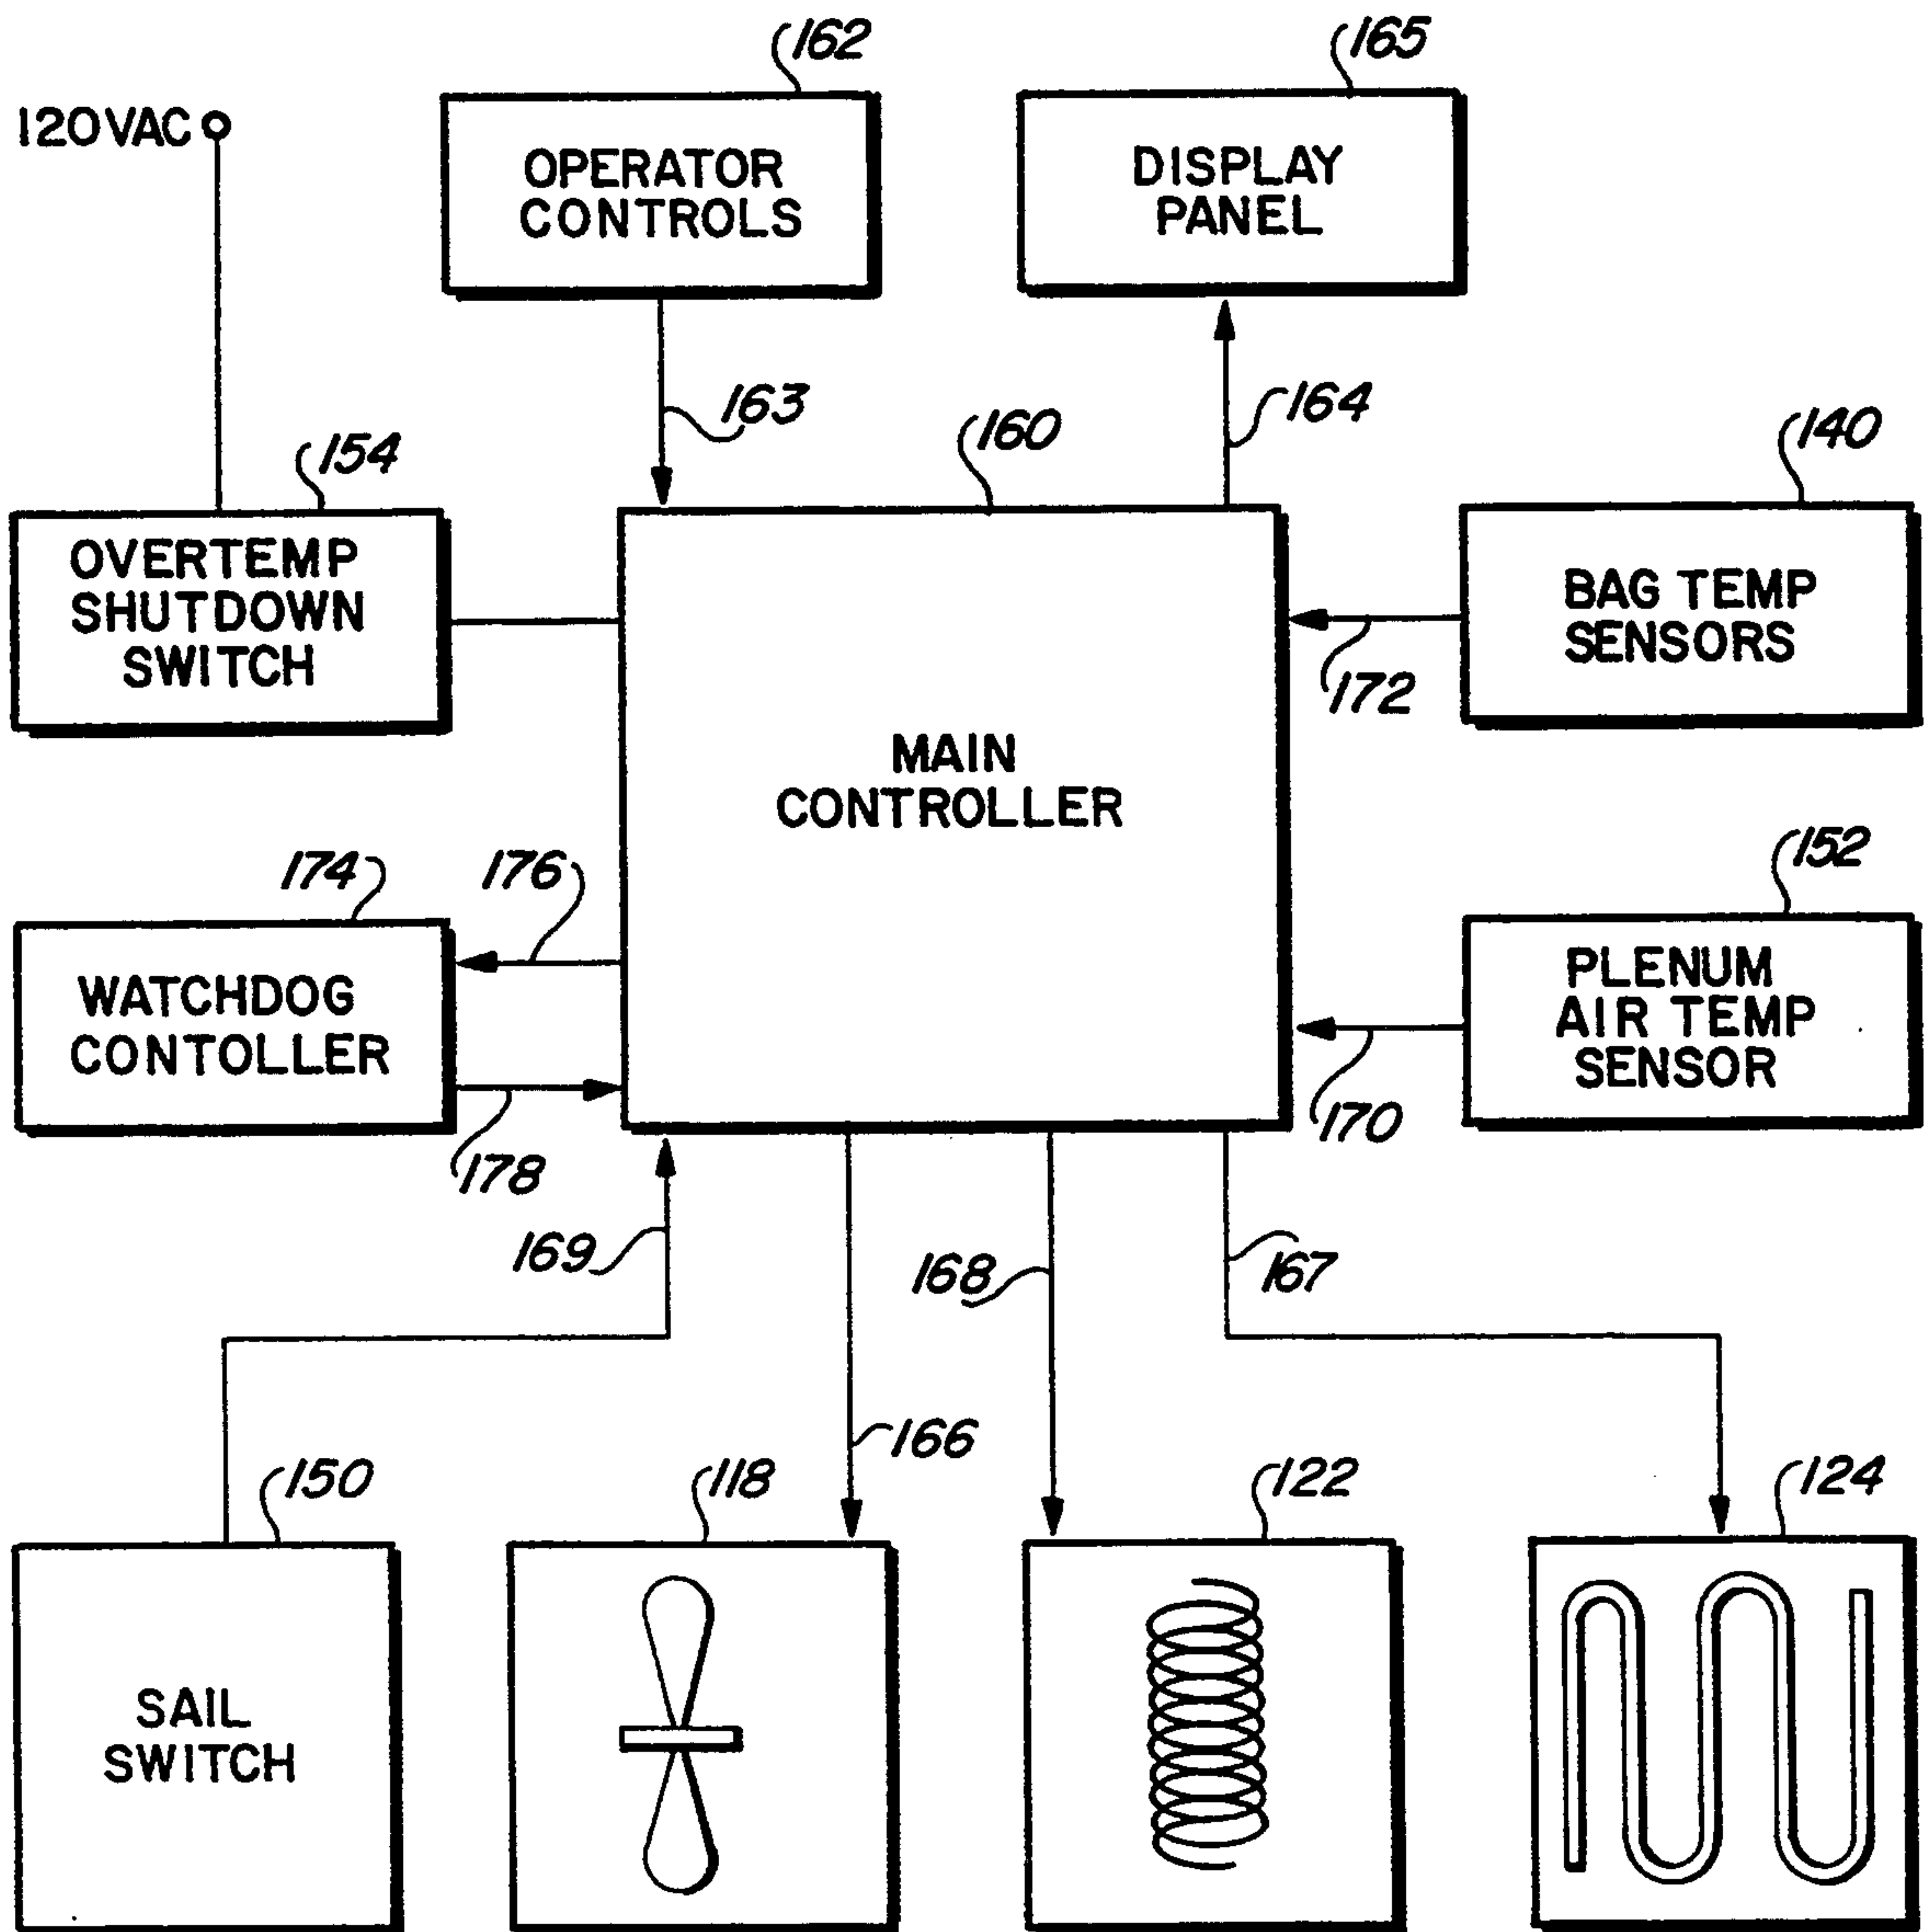 162
165
120VAC
OPERATOR
CONTROLS
DISPLAY
PANEL
163
164
154
160
140
OVERTEMP
SHUTDOWN
SWITCH
BAG TEMP
SENSORS
172
MAIN
CONTROLLER
174
176
152
WATCHDOG
CONTOLLER
PLENUM
AIR TEMP
SENSOR
170
178
169
168
167
166
150
118
122
124
SAIL
SWITCH